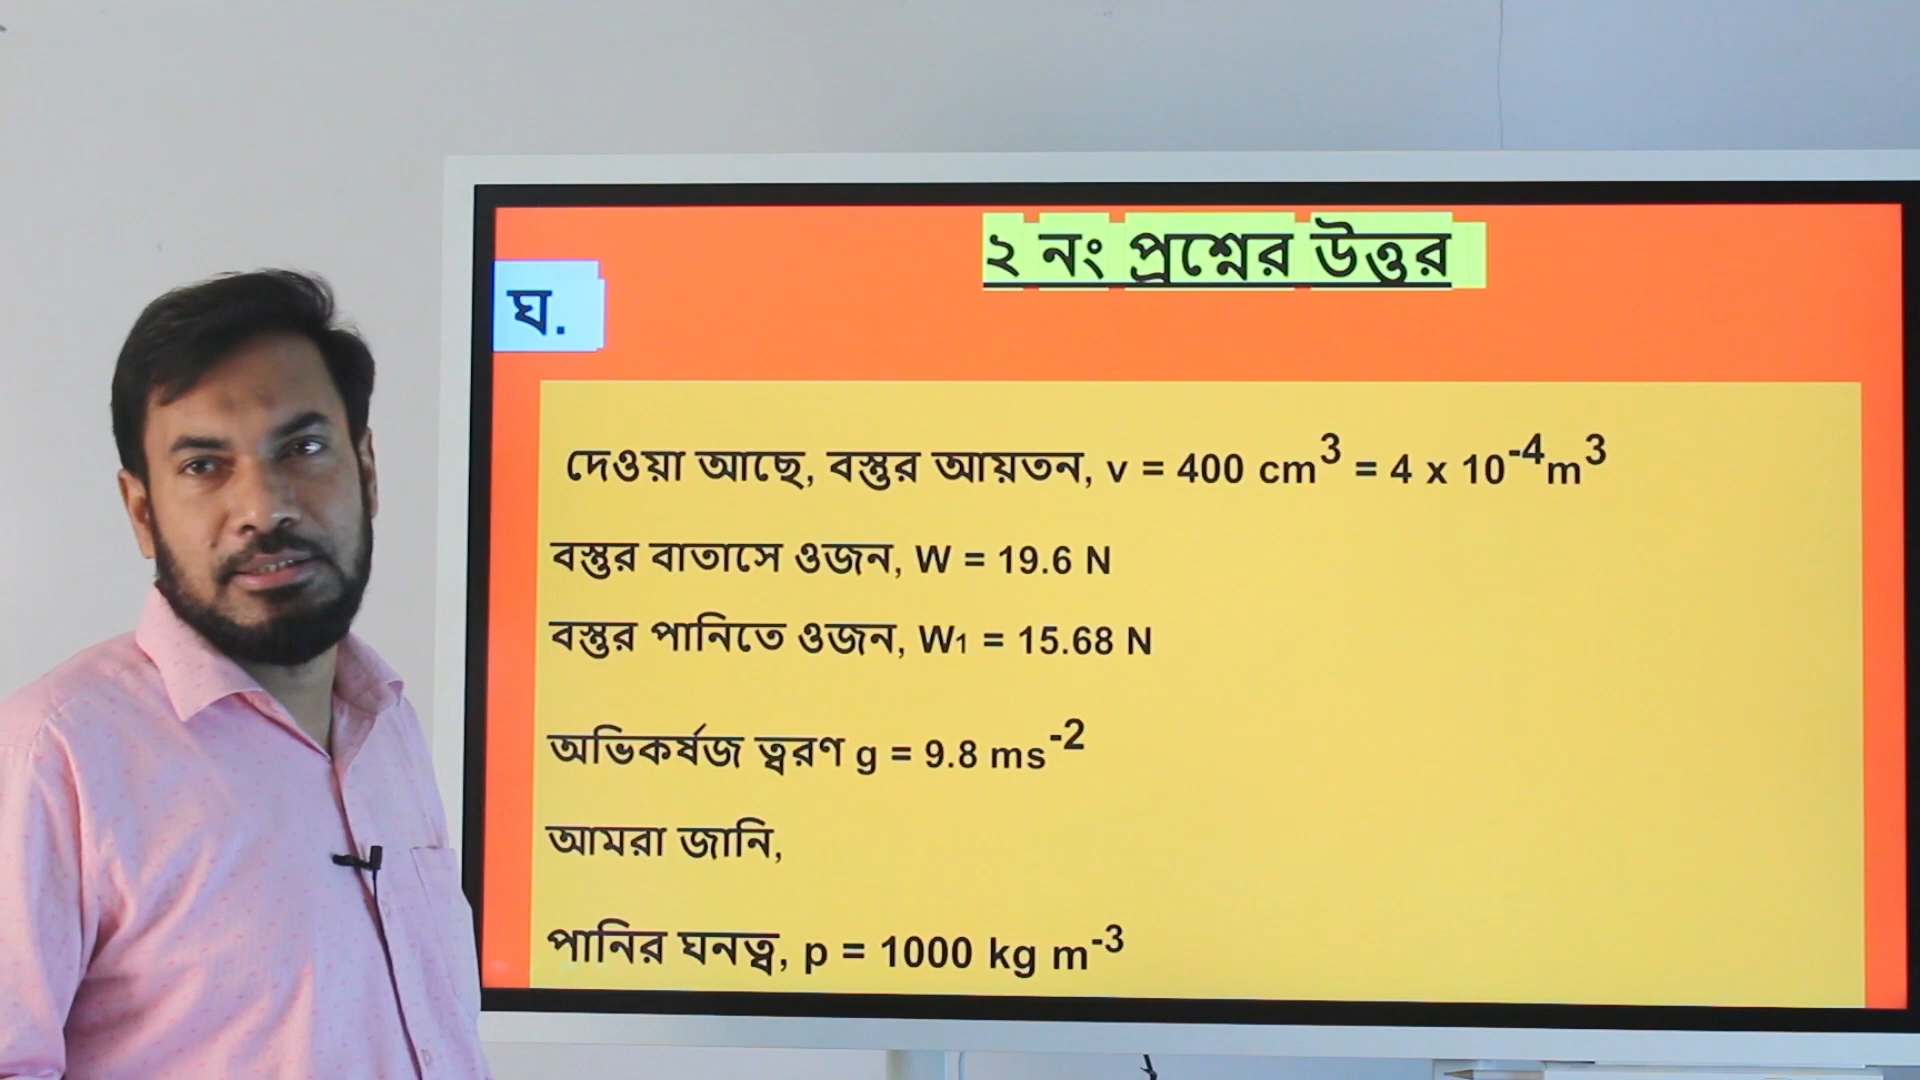 ২ নং প্রশ্নের উত্তর
ঘ.
দেওয়া আছে, বস্তুর আয়তন, v = 400 cm³ = 4 x 10⁻⁴m³
বস্তুর বাতাসে ওজন, W = 19.6 N
বস্তুর পানিতে ওজন, W₁ = 15.68 N
অভিকর্ষজ ত্বরণ g = 9.8 ms⁻²
আমরা জানি,
পানির ঘনত্ব, p = 1000 kg m⁻³